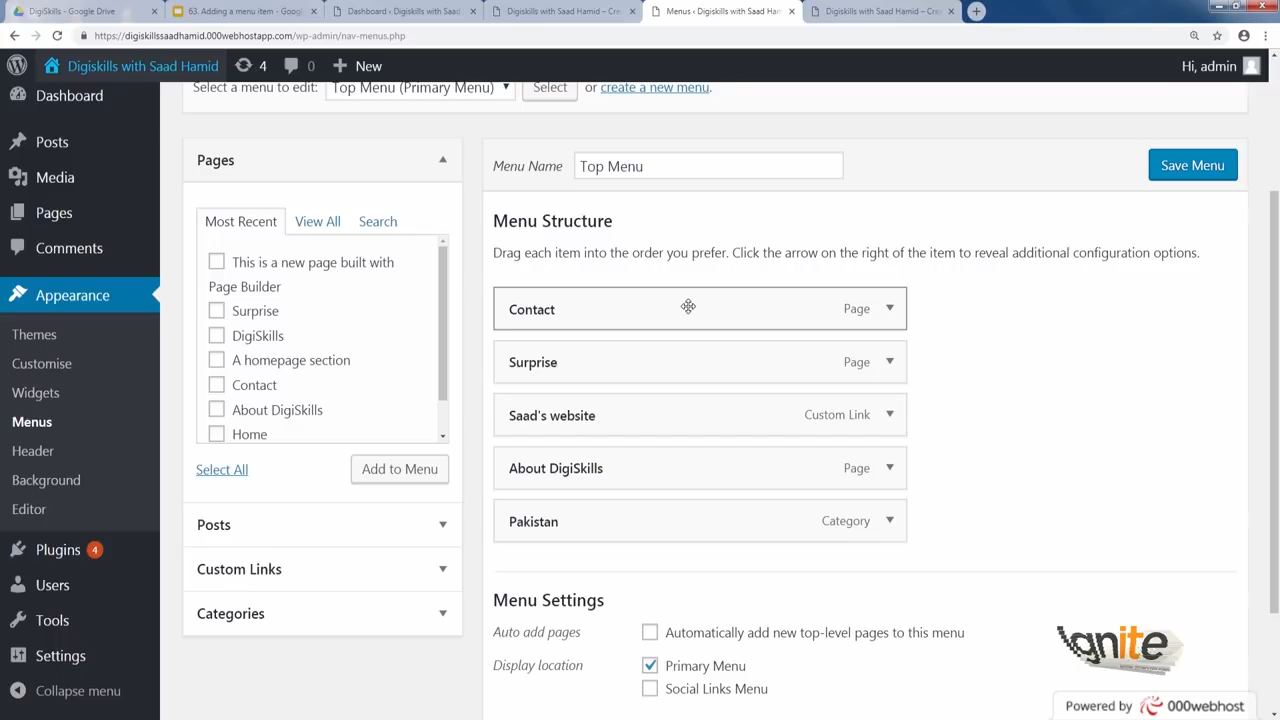 DigiSkills - Google Drive
63. Adding a menu item - Google
Dashboard ‹ Digiskills with Saad
Digiskills with Saad Hamid – Cre
Menus ‹ Digiskills with Saad Ham
Digiskills with Saad Hamid – Cre
https://digiskillssaadhamid.000webhostapp.com/wp-admin/nav-menus.php
Digiskills with Saad Hamid
4
0
New
Hi, admin
Dashboard
Posts
Media
Pages
Comments
Appearance
Themes
Customise
Widgets
Menus
Header
Background
Editor
Plugins 4
Users
Tools
Settings
Collapse menu
Select a menu to edit: Top Menu (Primary Menu) Select or create a new menu.
Pages
Most Recent View All Search
This is a new page built with
Page Builder
Surprise
DigiSkills
A homepage section
Contact
About DigiSkills
Home
Select All Add to Menu
Posts
Custom Links
Categories
Menu Name Top Menu Save Menu
Menu Structure
Drag each item into the order you prefer. Click the arrow on the right of the item to reveal additional configuration options.
Contact Page
Surprise Page
Saad's website Custom Link
About DigiSkills Page
Pakistan Category
Menu Settings
Auto add pages Automatically add new top-level pages to this menu
Display location Primary Menu
Social Links Menu
Ignite
Powered by 000webhost